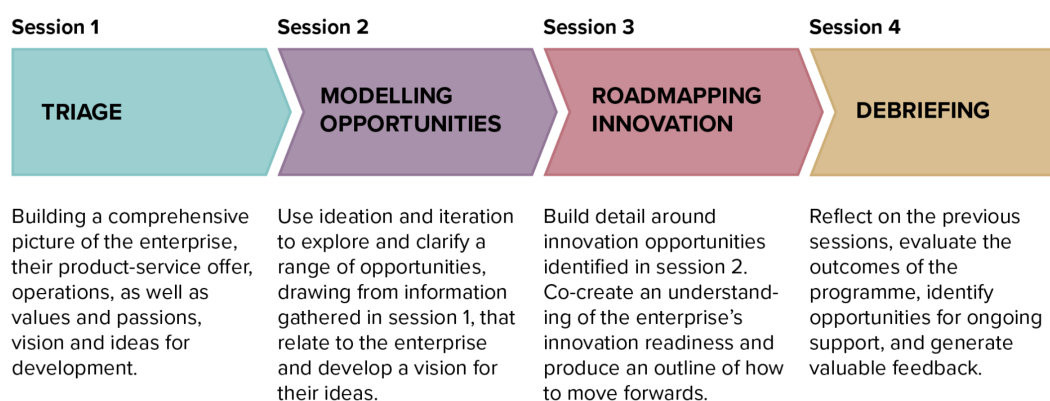 Session 1
TRIAGE
Building a comprehensive
picture of the enterprise,
their product-service offer,
operations, as well as
values and passions,
vision and ideas for
development.
Session 2
MODELLING
OPPORTUNITIES
Use ideation and iteration
to explore and clarify a
range of opportunities,
drawing from information
gathered in session 1, that
relate to the enterprise
and develop a vision for
their ideas.
Session 3
ROADMAPPING
INNOVATION
Build detail around
innovation opportunities
identified in session 2.
Co-create an understand-
ing of the enterprise’s
innovation readiness and
produce an outline of how
to move forwards.
Session 4
DEBRIEFING
Reflect on the previous
sessions, evaluate the
outcomes of the
programme, identify
opportunities for ongoing
support, and generate
valuable feedback.